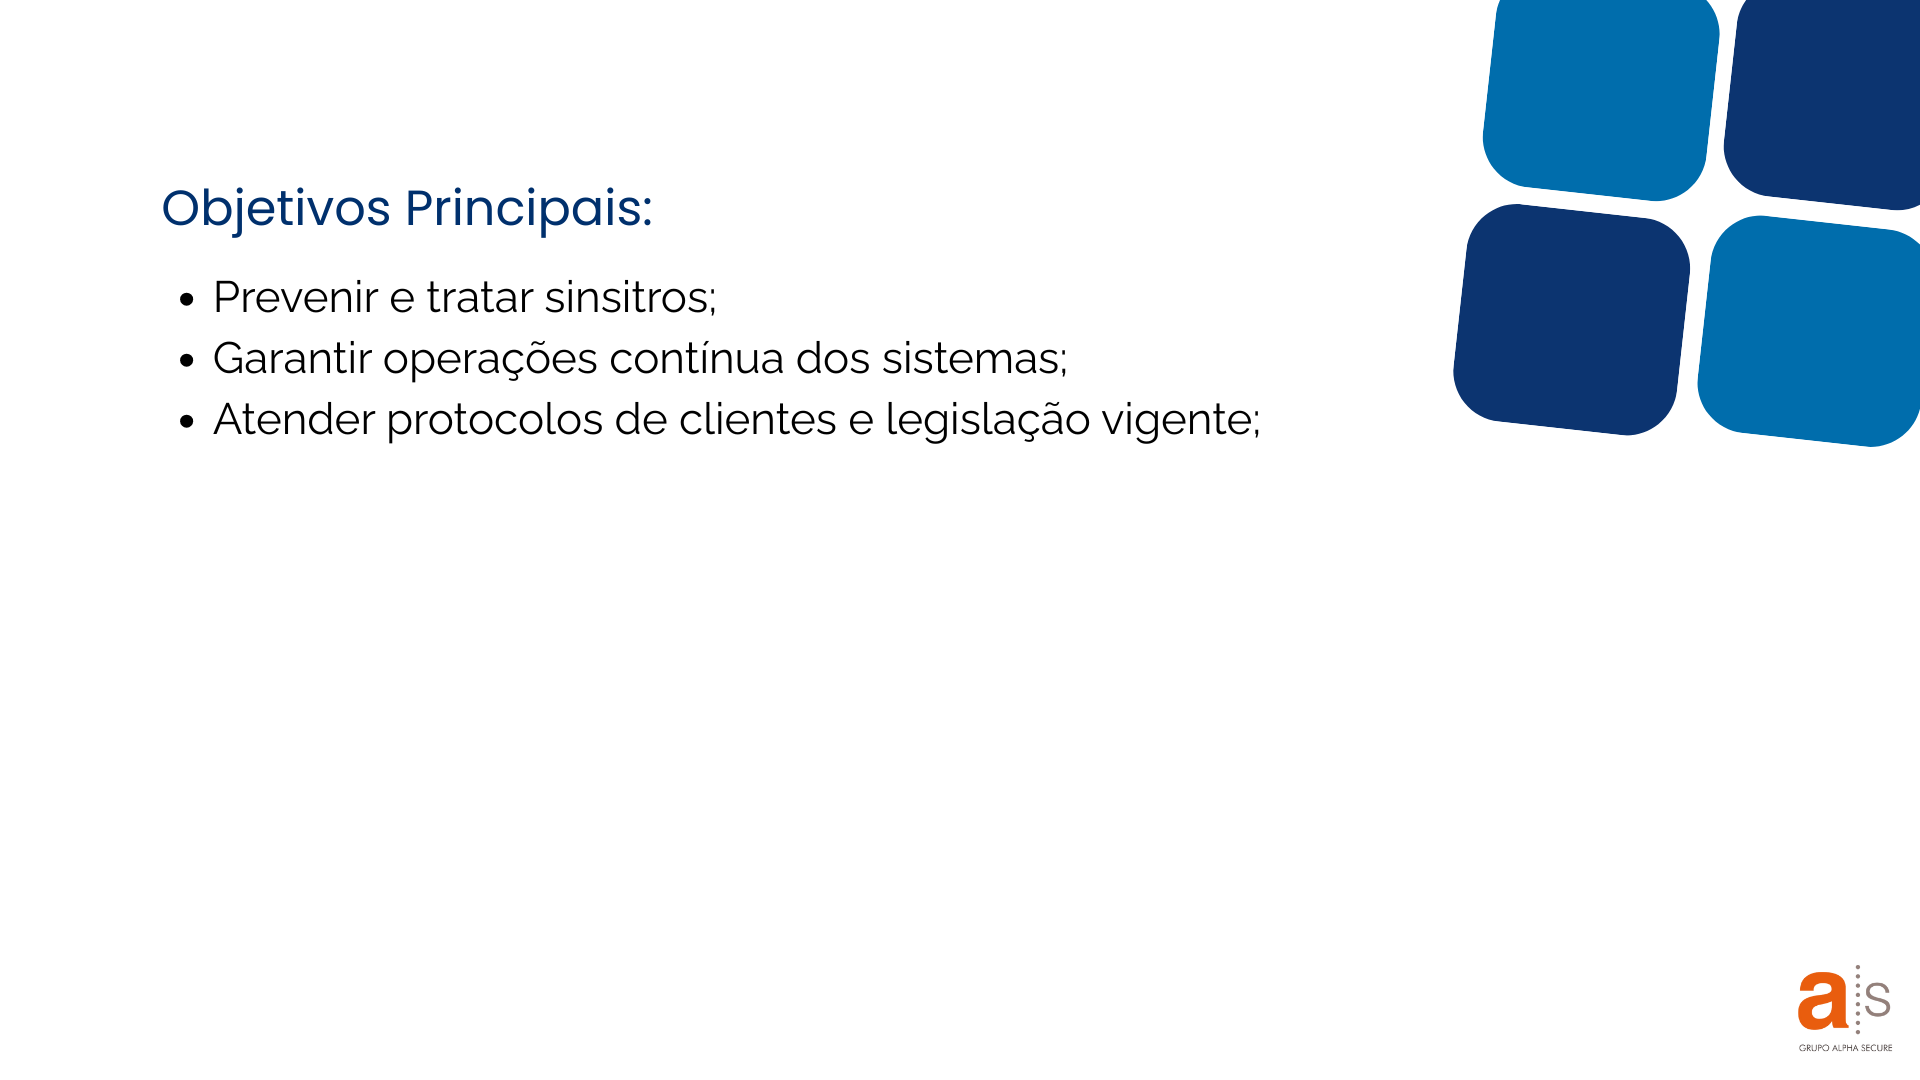 Objetivos Principais:
• Prevenir e tratar sinsitros;
• Garantir operações contínua dos sistemas;
• Atender protocolos de clientes e legislação vigente;
a s
GRUPO ALPHA SECURE